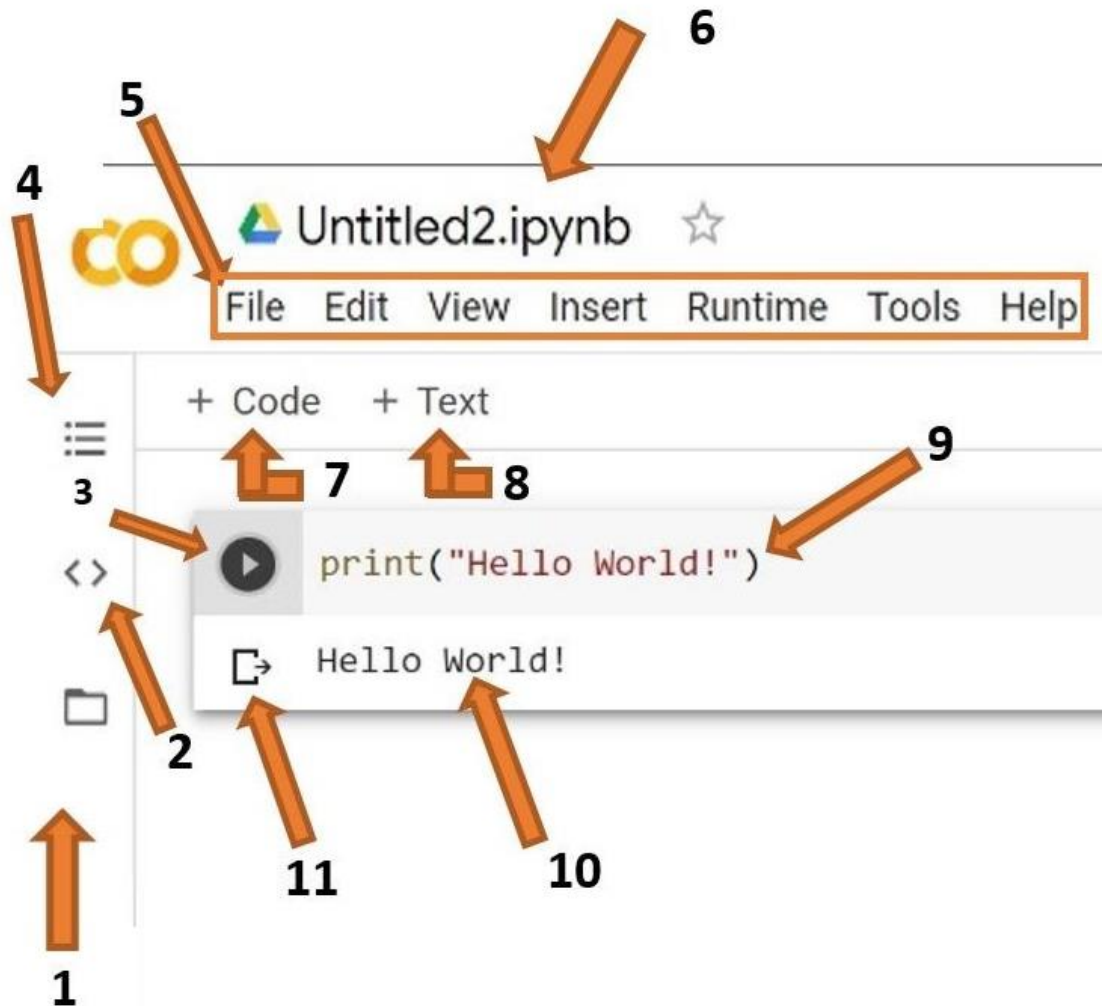 6
5
4
CO
Untitled2.ipynb
File Edit View Insert Runtime Tools Help
+ Code + Text
9
3
7
8
print("Hello World!")
Hello World!
2
11
10
1